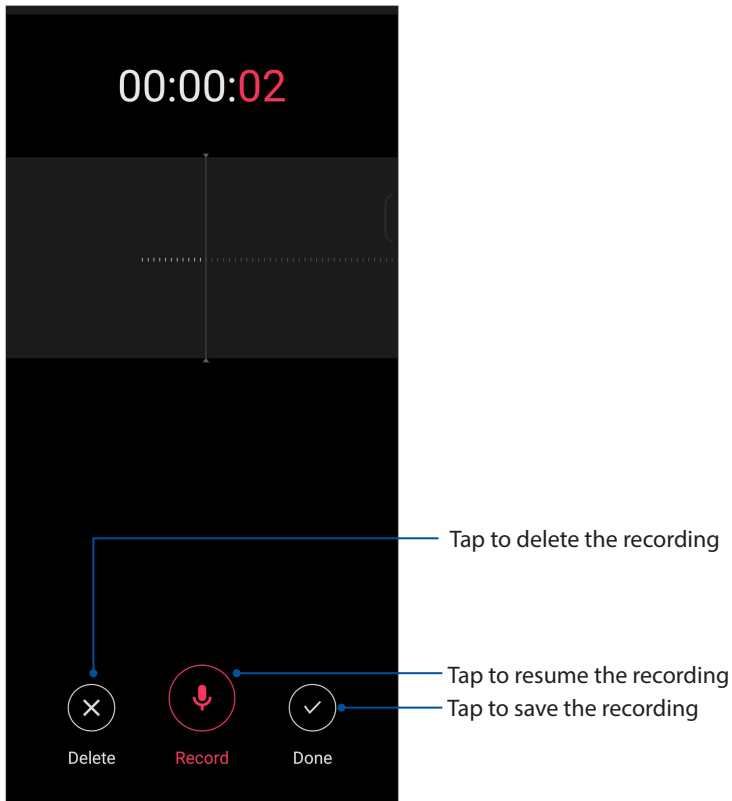 00:00:02
Tap to delete the recording
Tap to resume the recording
Tap to save the recording
Delete Record Done